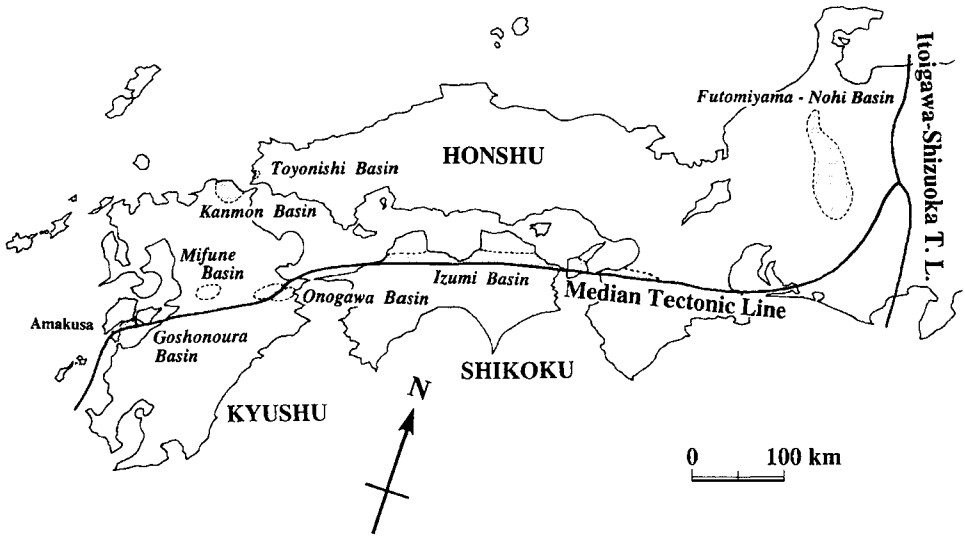 Itoigawa-Shizuoka T. L.
Futomiyama - Nohi Basin
HONSHU
Toyonishi Basin
Kanmon Basin
Mifune
Basin
Izumi Basin
Onogawa Basin
Median Tectonic Line
Amakusa
Goshonoura
Basin
SHIKOKU
KYUSHU
N
0 100 km